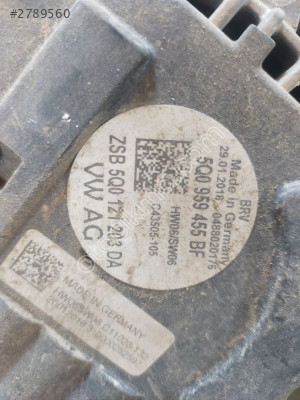 #2789560
BRV
Made in Germany
29.01.2018 0488020175
5Q0 959 455 BF
HW06/SW06
C43505-105
ZSB 5Q0 121 203 DA
VW AG
MADE IN GERMANY